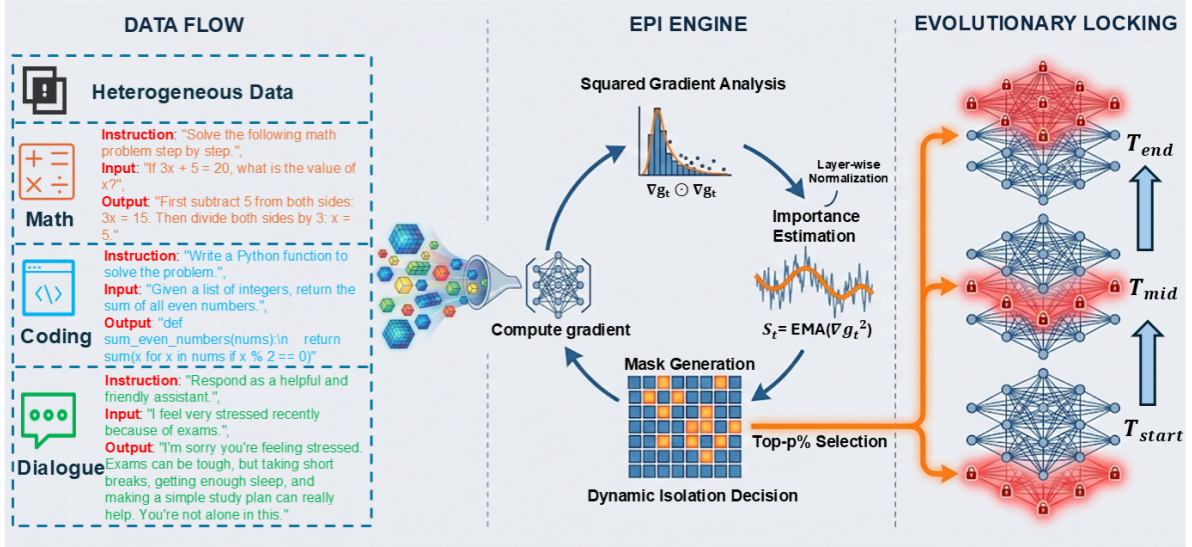 DATA FLOW
Heterogeneous Data
Math
Instruction: "Solve the following math
problem step by step.",
Input: "If 3x + 5 = 20, what is the value of
x?",
Output: "First subtract 5 from both sides:
3x = 15. Then divide both sides by 3: x =
5."
Coding
Instruction: "Write a Python function to
solve the problem.",
Input: "Given a list of integers, return the
sum of all even numbers.",
Output: "def
sum_even_numbers(nums):\n    return
sum(x for x in nums if x % 2 == 0)"
Dialogue
Instruction: "Respond as a helpful and
friendly assistant.",
Input: "I feel very stressed recently
because of exams.",
Output: "I'm sorry you're feeling stressed.
Exams can be tough, but taking short
breaks, getting enough sleep, and
making a simple study plan can really
help. You're not alone in this."
EPI ENGINE
Squared Gradient Analysis
∇g_t ⊙ ∇g_t
Layer-wise
Normalization
Importance
Estimation
S_t= EMA(∇g_t^2)
Compute gradient
Mask Generation
Top-p% Selection
Dynamic Isolation Decision
EVOLUTIONARY LOCKING
T_end
T_mid
T_start